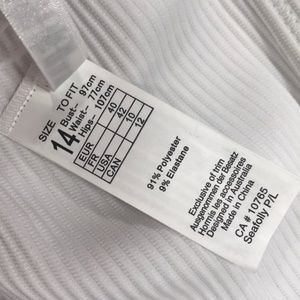 SIZE 14
TO FIT
Bust- 97cm
Waist- 77cm
Hips- 107cm
EUR 40
FR 42
USA 10
CAN 12
91% Polyester
9% Elastane
Exclusive of trim
Ausgenommen der Besatz
Hormis les accessoires
Designed in Australia
Made in China
CA # 10765
Seafolly P/L